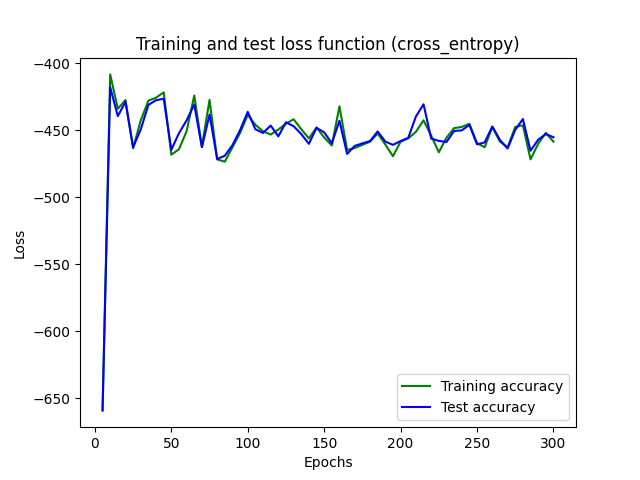 Training and test loss function (cross_entropy)
−400
−450
−500
−550
−600
−650
Loss
Training accuracy
Test accuracy
0 50 100 150 200 250 300
Epochs